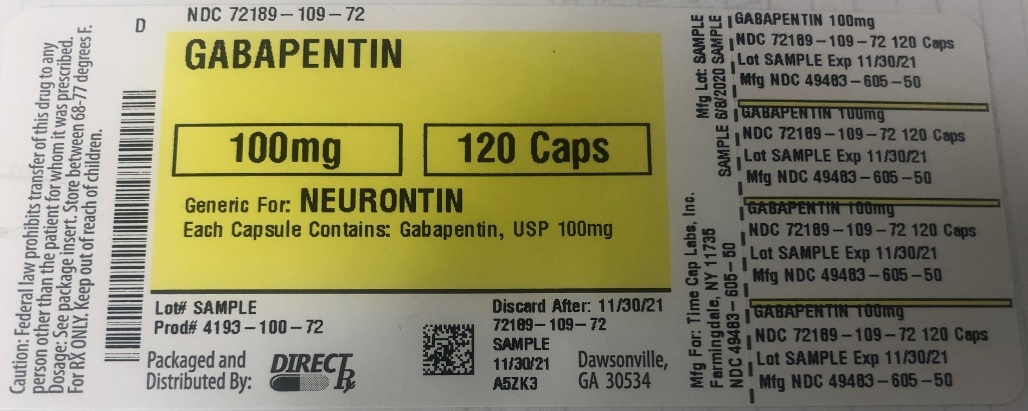 Caution: Federal law prohibits transfer of this drug to any
person other than the patient for whom it was prescribed.
Dosage: See package insert. Store between 68-77 degrees F.
For RX ONLY. Keep out of reach of children.
D
NDC 72189-109-72
GABAPENTIN
100mg
120 Caps
Generic For: NEURONTIN
Each Capsule Contains: Gabapentin, USP 100mg
Lot# SAMPLE
Prod# 4193-100-72
Packaged and
Distributed By:
DIRECT Rx
Discard After: 11/30/21
72189-109-72
SAMPLE
11/30/21
A5ZK3
Dawsonville,
GA 30534
Mfg Lot: SAMPLE
SAMPLE 6/8/2020 SAMPLE
Mfg For: Time Cap Labs, Inc.
Farmingdale, NY 11735
NDC 49483-605-50
GABAPENTIN 100mg
NDC 72189-109-72 120 Caps
Lot SAMPLE Exp 11/30/21
Mfg NDC 49483-605-50
GABAPENTIN 100mg
NDC 72189-109-72 120 Caps
Lot SAMPLE Exp 11/30/21
Mfg NDC 49483-605-50
GABAPENTIN 100mg
NDC 72189-109-72 120 Caps
Lot SAMPLE Exp 11/30/21
Mfg NDC 49483-605-50
GABAPENTIN 100mg
NDC 72189-109-72 120 Caps
Lot SAMPLE Exp 11/30/21
Mfg NDC 49483-605-50